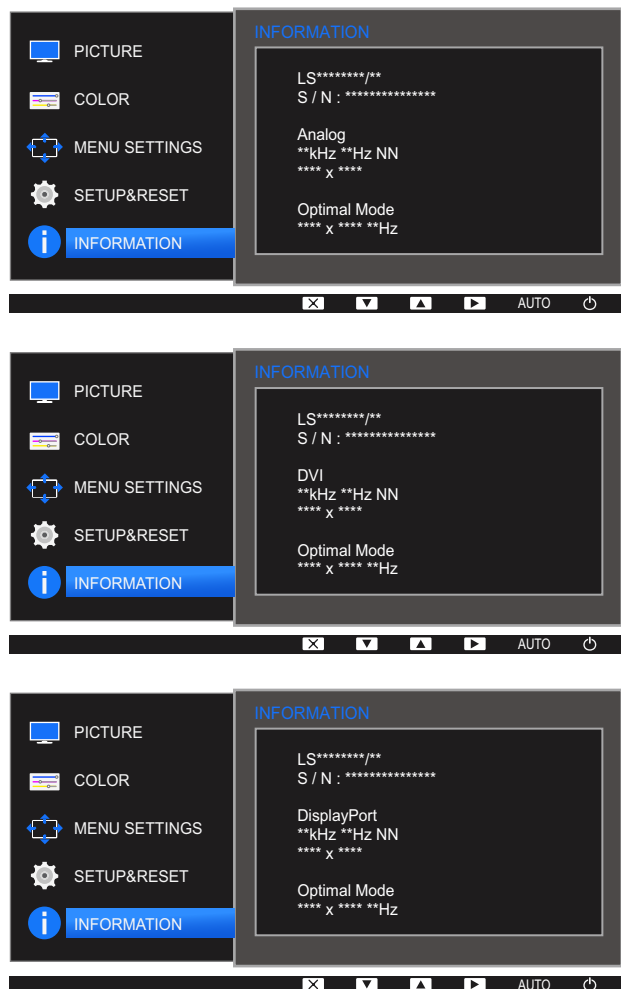 INFORMATION
PICTURE
COLOR
MENU SETTINGS
SETUP&RESET
INFORMATION
LS********/**
S / N : ***************
Analog
**kHz **Hz NN
**** x ****
Optimal Mode
**** x **** **Hz
AUTO
INFORMATION
PICTURE
COLOR
MENU SETTINGS
SETUP&RESET
INFORMATION
LS********/**
S / N : ***************
DVI
**kHz **Hz NN
**** x ****
Optimal Mode
**** x **** **Hz
AUTO
INFORMATION
PICTURE
COLOR
MENU SETTINGS
SETUP&RESET
INFORMATION
LS********/**
S / N : ***************
DisplayPort
**kHz **Hz NN
**** x ****
Optimal Mode
**** x **** **Hz
AUTO